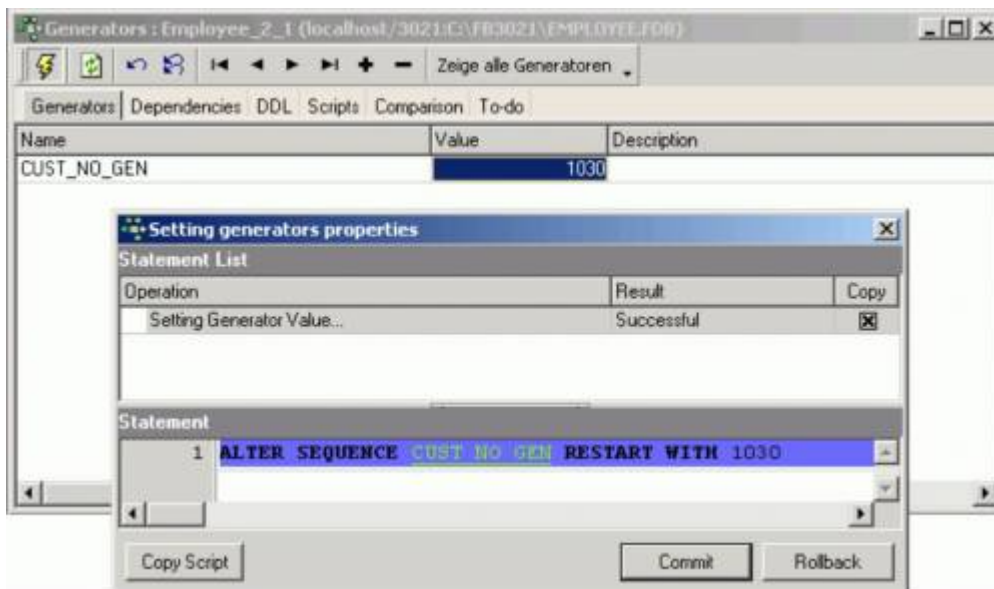 Generators : Employee_2_1 (localhost/3021:C:\FB3021\EMPLOYEE.FDB)
Zeige alle Generatoren
Generators Dependencies DDL Scripts Comparison To-do
Name Value Description
CUST_NO_GEN 1030
Setting generators properties
Statement List
Operation Result Copy
Setting Generator Value... Successful
Statement
1 ALTER SEQUENCE CUST_NO_GEN RESTART WITH 1030
Copy Script Commit Rollback